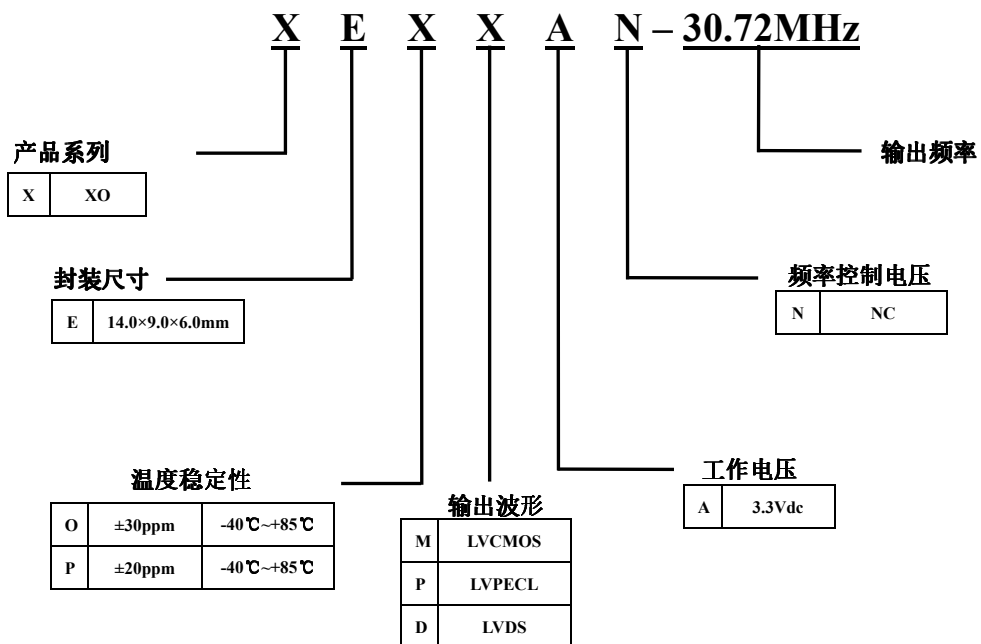 X E X X A N – 30.72MHz
产品系列
X XO
输出频率
封装尺寸
E 14.0×9.0×6.0mm
频率控制电压
N NC
温度稳定性
O ±30ppm -40℃~+85℃
P ±20ppm -40℃~+85℃
输出波形
M LVCMOS
P LVPECL
D LVDS
工作电压
A 3.3Vdc